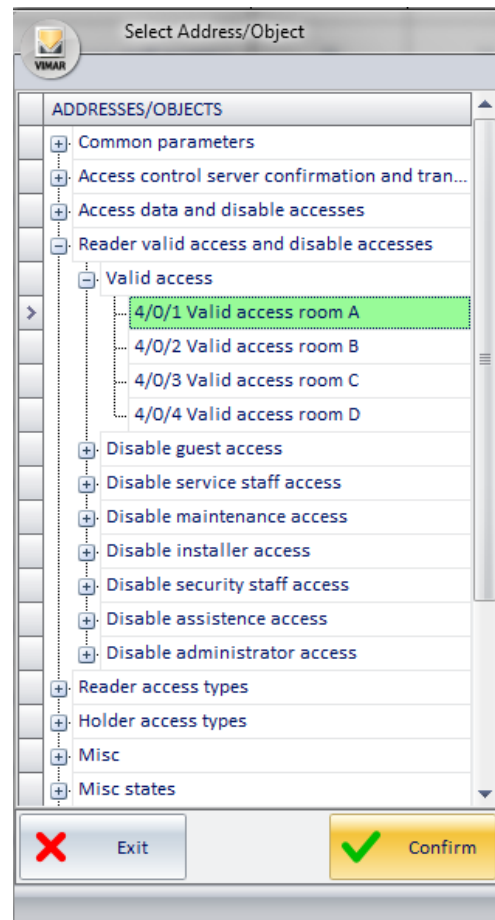 Select Address/Object
VIMAR
ADDRESSES/OBJECTS
Common parameters
Access control server confirmation and tran...
Access data and disable accesses
Reader valid access and disable accesses
Valid access
4/0/1 Valid access room A
4/0/2 Valid access room B
4/0/3 Valid access room C
4/0/4 Valid access room D
Disable guest access
Disable service staff access
Disable maintenance access
Disable installer access
Disable security staff access
Disable assistence access
Disable administrator access
Reader access types
Holder access types
Misc
Misc states
Exit
Confirm